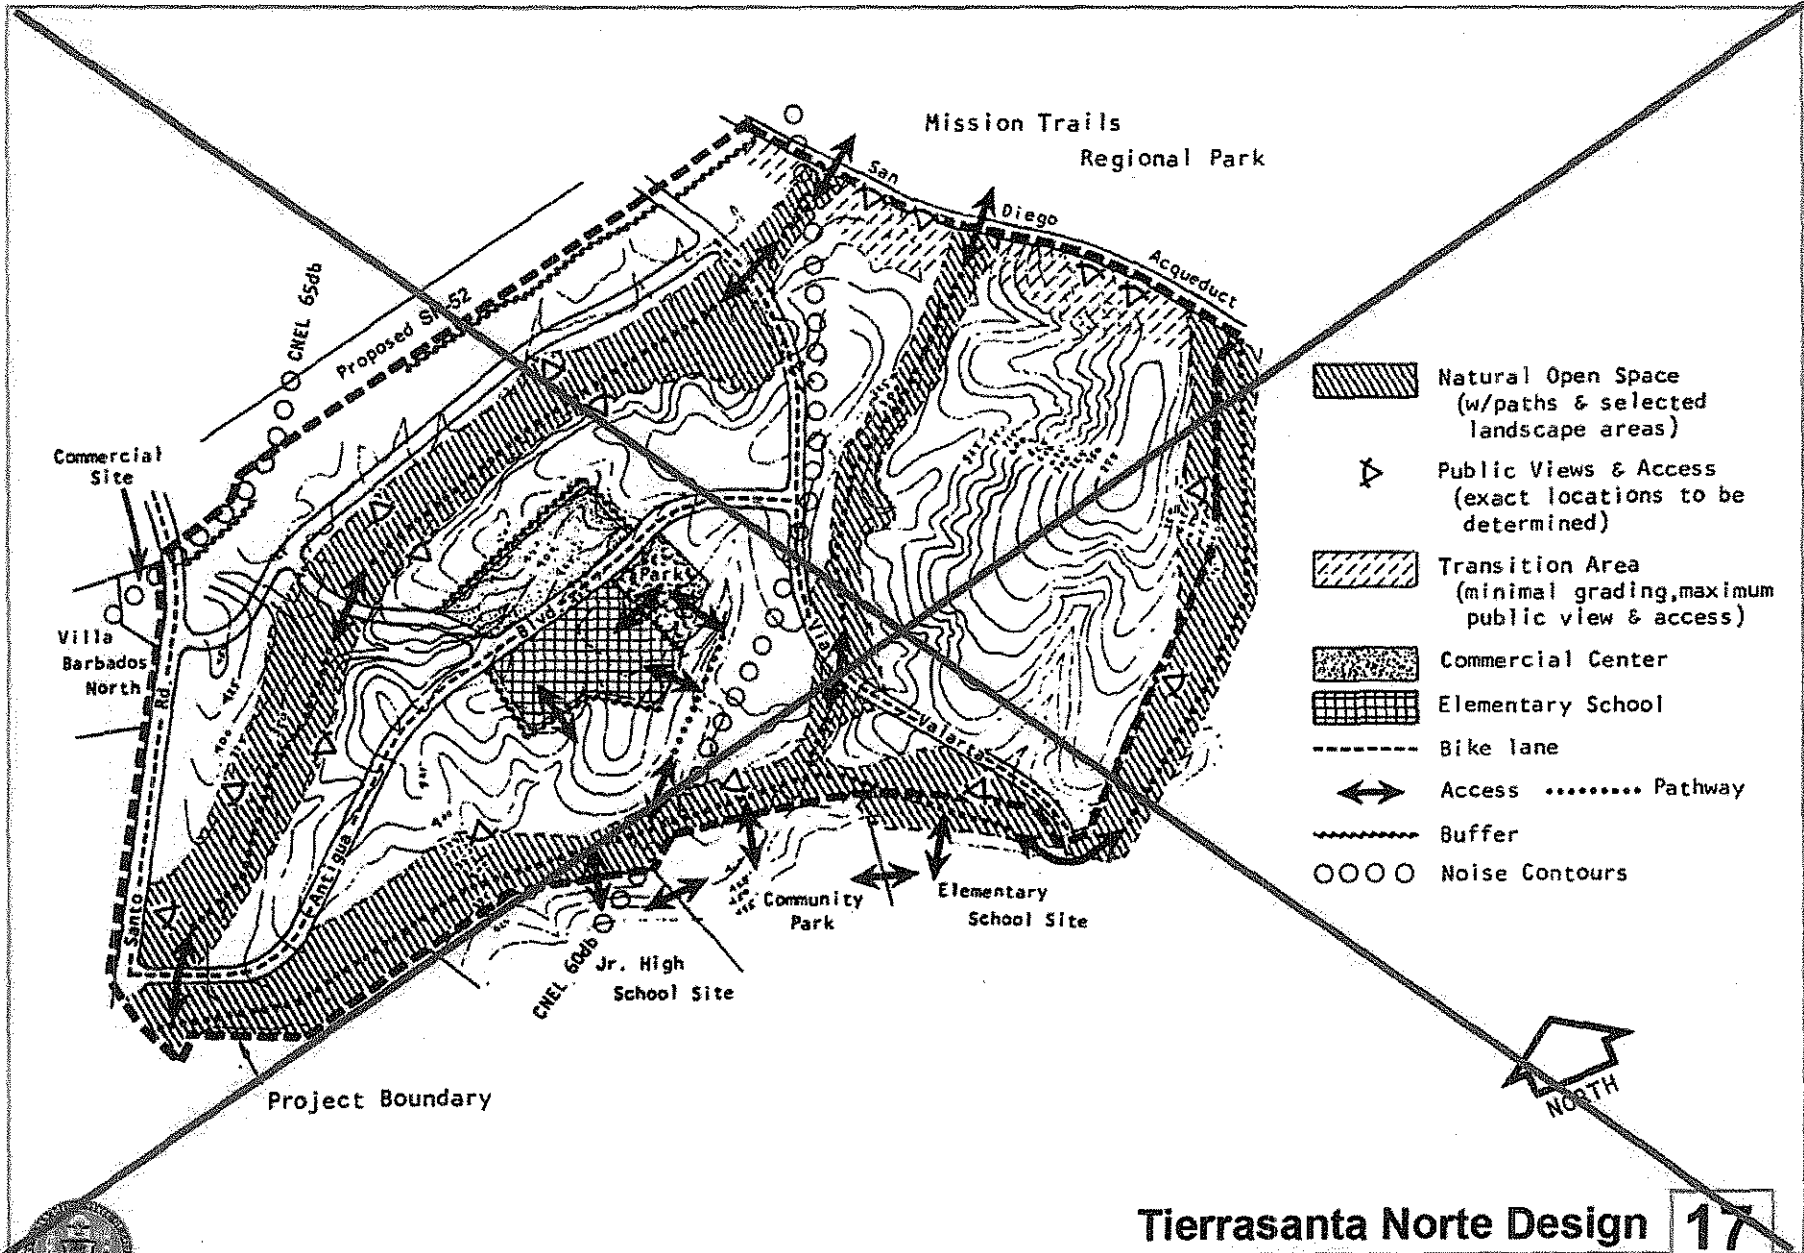 Mission Trails
Regional Park
San
Diego
Acqueduct
CNEL 65db
Proposed SR-52
Commercial
Site
Villa
Barbados
North
Santo Rd.
Antigua Blvd.
Park
Via
Valarta
Community
Park
Elementary
School Site
Jr. High
School Site
CNEL 60db
Project Boundary
Natural Open Space
(w/paths & selected
landscape areas)
Public Views & Access
(exact locations to be
determined)
Transition Area
(minimal grading,maximum
public view & access)
Commercial Center
Elementary School
Bike lane
Access
Pathway
Buffer
Noise Contours
NORTH
Tierrasanta Norte Design
17